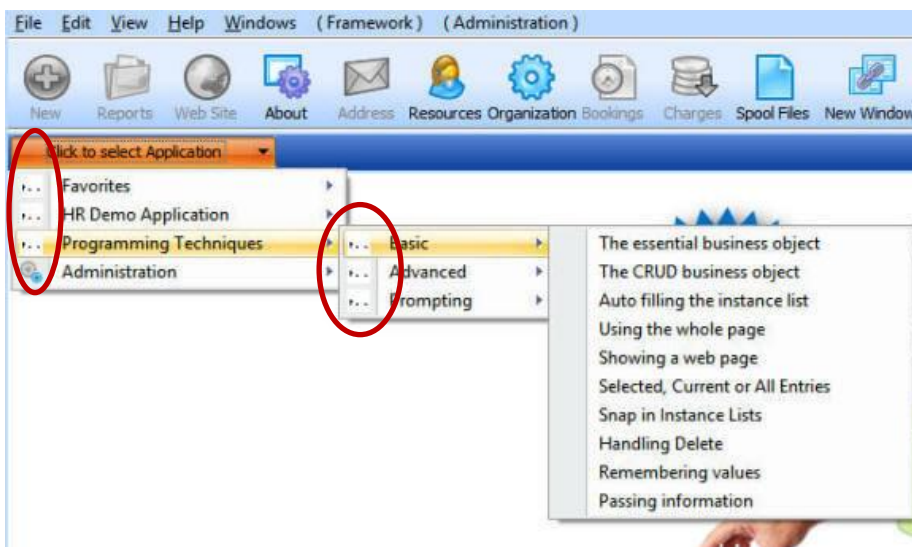 File Edit View Help Windows (Framework) (Administration)
New Reports Web Site About Address Resources Organization Bookings Charges Spool Files New Window
Click to select Application
Favorites
HR Demo Application
Programming Techniques
Administration
Basic
Advanced
Prompting
The essential business object
The CRUD business object
Auto filling the instance list
Using the whole page
Showing a web page
Selected, Current or All Entries
Snap in Instance Lists
Handling Delete
Remembering values
Passing information